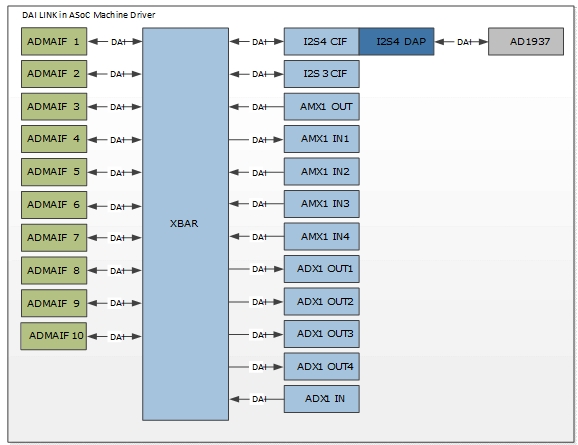 DAI LINK in ASoC Machine Driver
ADMAIF 1 DAI I2S4 CIF I2S4 DAP DAI AD1937
DAI
ADMAIF 2 DAI DAI I2S 3 CIF
ADMAIF 3 DAI DAI AMX1 OUT
ADMAIF 4 DAI DAI AMX1 IN1
ADMAIF 5 DAI DAI AMX1 IN2
ADMAIF 6 DAI DAI AMX1 IN3
XBAR
ADMAIF 7 DAI DAI AMX1 IN4
ADMAIF 8 DAI DAI ADX1 OUT1
ADMAIF 9 DAI DAI ADX1 OUT2
ADMAIF 10 DAI DAI ADX1 OUT3
DAI ADX1 OUT4
DAI ADX1 IN